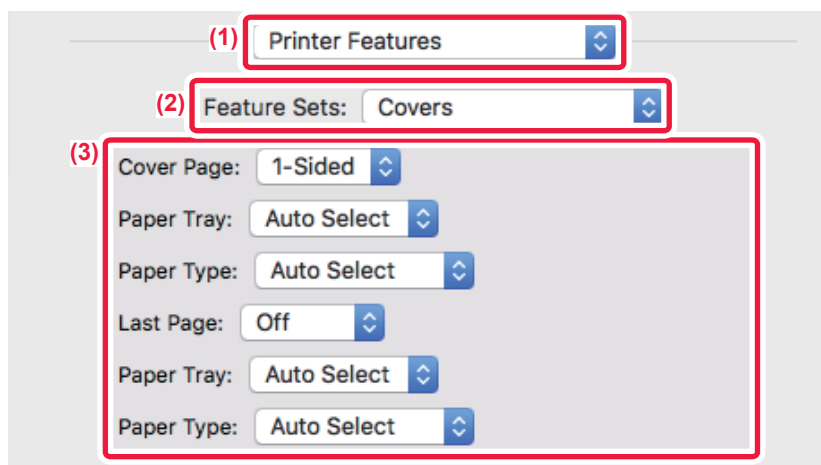 (1) Printer Features
(2) Feature Sets: Covers
(3)
Cover Page: 1-Sided
Paper Tray: Auto Select
Paper Type: Auto Select
Last Page: Off
Paper Tray: Auto Select
Paper Type: Auto Select